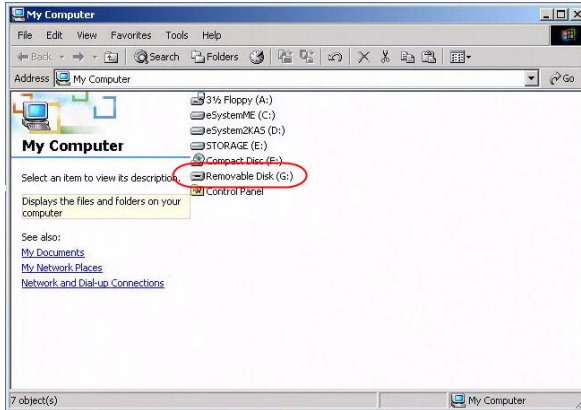 My Computer
File Edit View Favorites Tools Help
Back Search Folders
Address My Computer Go
3½ Floppy (A:)
eSystemME (C:)
eSystem2KAS (D:)
STORAGE (E:)
Compact Disc (F:)
Removable Disk (G:)
Control Panel
My Computer
Select an item to view its description.
Displays the files and folders on your
computer
See also:
My Documents
My Network Places
Network and Dial-up Connections
7 object(s) My Computer